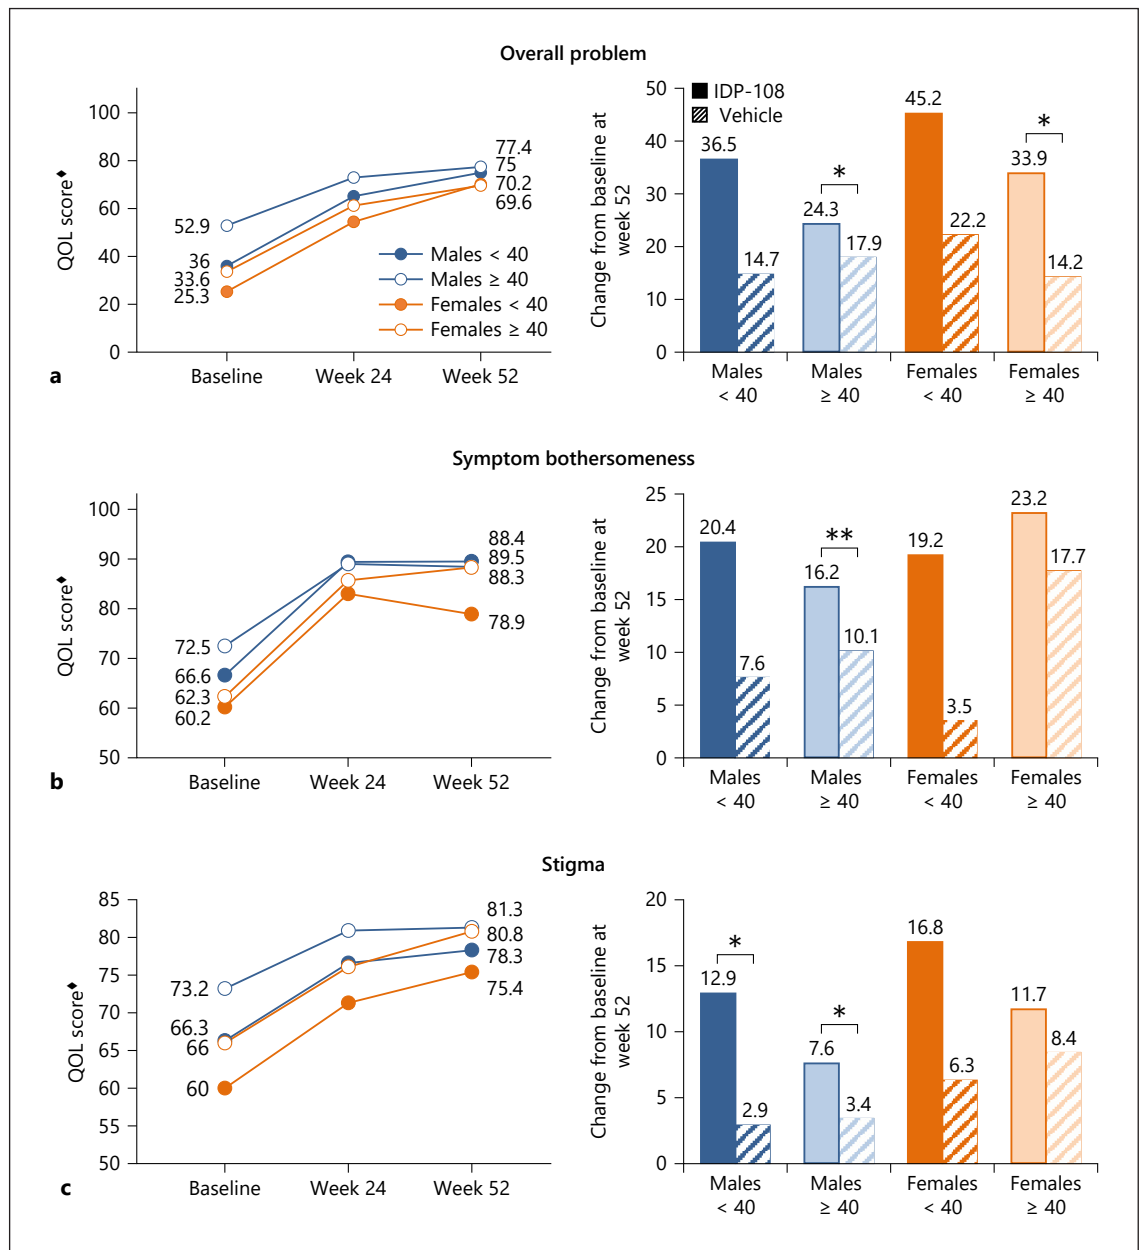 Overall problem
QOL score♦
100
80
60
40
20
0
52.9
36
33.6
25.3
77.4
75
70.2
69.6
Males < 40
Males ≥ 40
Females < 40
Females ≥ 40
Baseline
Week 24
Week 52
a
Change from baseline at
week 52
50
40
30
20
10
0
IDP-108
Vehicle
36.5
14.7
24.3
*
17.9
45.2
22.2
33.9
*
14.2
Males
< 40
Males
≥ 40
Females
< 40
Females
≥ 40
Symptom bothersomeness
QOL score♦
100
90
80
70
60
50
72.5
66.6
62.3
60.2
88.4
89.5
88.3
78.9
Baseline
Week 24
Week 52
b
Change from baseline at
week 52
25
20
15
10
5
0
20.4
7.6
16.2
**
10.1
19.2
3.5
23.2
17.7
Males
< 40
Males
≥ 40
Females
< 40
Females
≥ 40
Stigma
QOL score♦
85
80
75
70
65
60
55
50
73.2
66.3
66
60
81.3
80.8
78.3
75.4
Baseline
Week 24
Week 52
c
Change from baseline at
week 52
20
15
10
5
0
12.9
*
2.9
7.6
*
3.4
16.8
6.3
11.7
8.4
Males
< 40
Males
≥ 40
Females
< 40
Females
≥ 40